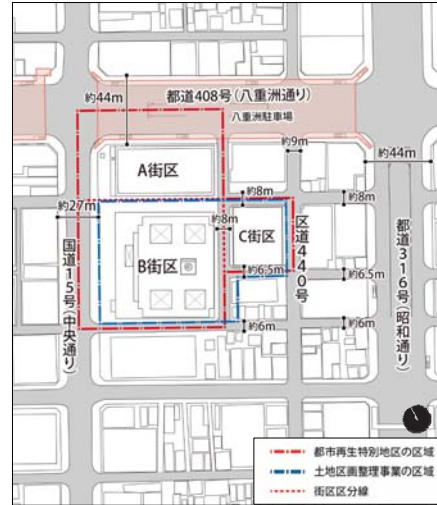 約44m
都道408号(八重洲通り)
八重洲駐車場
約9m
約44m
A街区
約8m
約8m
約27m
約8m
C街区
B街区
区道440号
国道15号(中央通り)
都道316号(昭和通り)
約6.5m
約6.5m
約6m
約6m
都市再生特別地区の区域
土地区画整理事業の区域
街区区分線